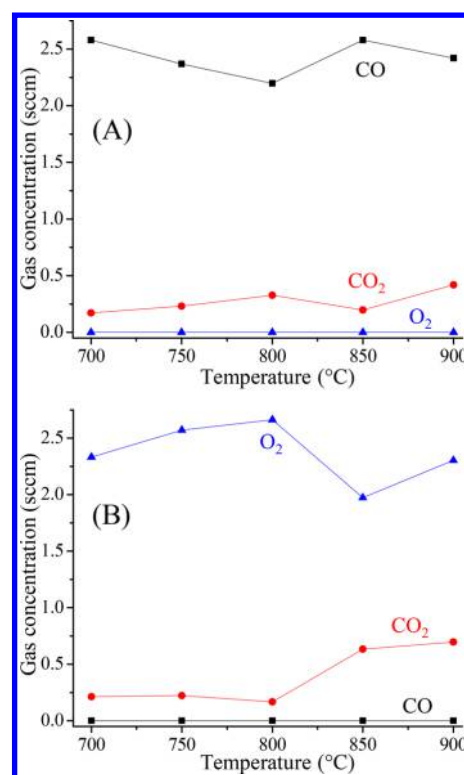 2.5
2.0
1.5
1.0
0.5
0.0
Gas concentration (sccm)
CO
(A)
CO₂
O₂
700 750 800 850 900
Temperature (°C)
2.5
2.0
1.5
1.0
0.5
0.0
Gas concentration (sccm)
O₂
(B)
CO₂
CO
700 750 800 850 900
Temperature (°C)